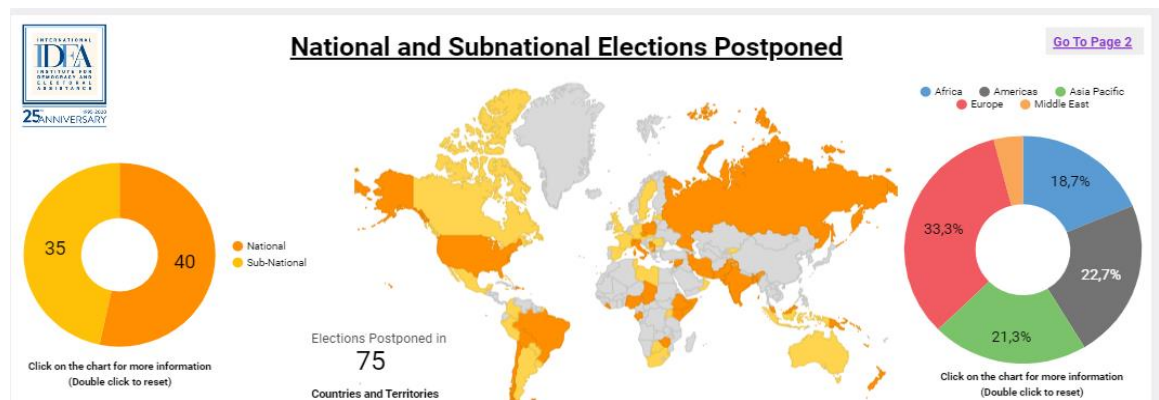 INTERNATIONAL
IDEA
INSTITUTE FOR
DEMOCRACY AND
ELECTORAL
ASSISTANCE
25TH ANNIVERSARY
National and Subnational Elections Postponed
Go To Page 2
35
40
National
Sub-National
Click on the chart for more information
(Double click to reset)
Elections Postponed in
75
Countries and Territories
Africa Americas Asia Pacific
Europe Middle East
18,7%
33,3%
22,7%
21,3%
Click on the chart for more information
(Double click to reset)